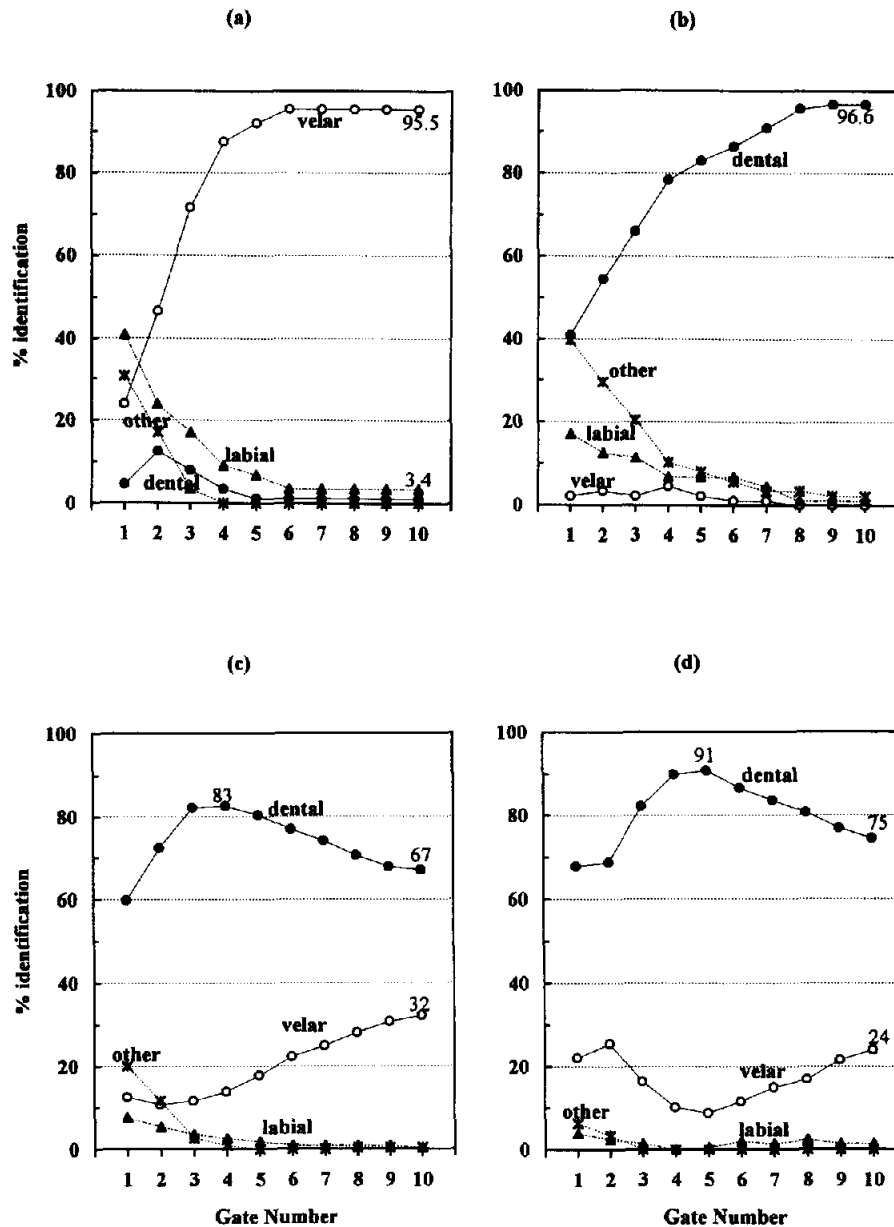 (a)
100
80
60
40
20
0
% identification
velar
95.5
other
labial
dental
3.4
1 2 3 4 5 6 7 8 9 10
(b)
100
80
60
40
20
0
96.6
dental
other
labial
velar
1 2 3 4 5 6 7 8 9 10
(c)
100
80
60
40
20
0
% identification
83
dental
67
32
velar
other
labial
1 2 3 4 5 6 7 8 9 10
Gate Number
(d)
100
80
60
40
20
0
91
dental
75
24
velar
other
labial
1 2 3 4 5 6 7 8 9 10
Gate Number